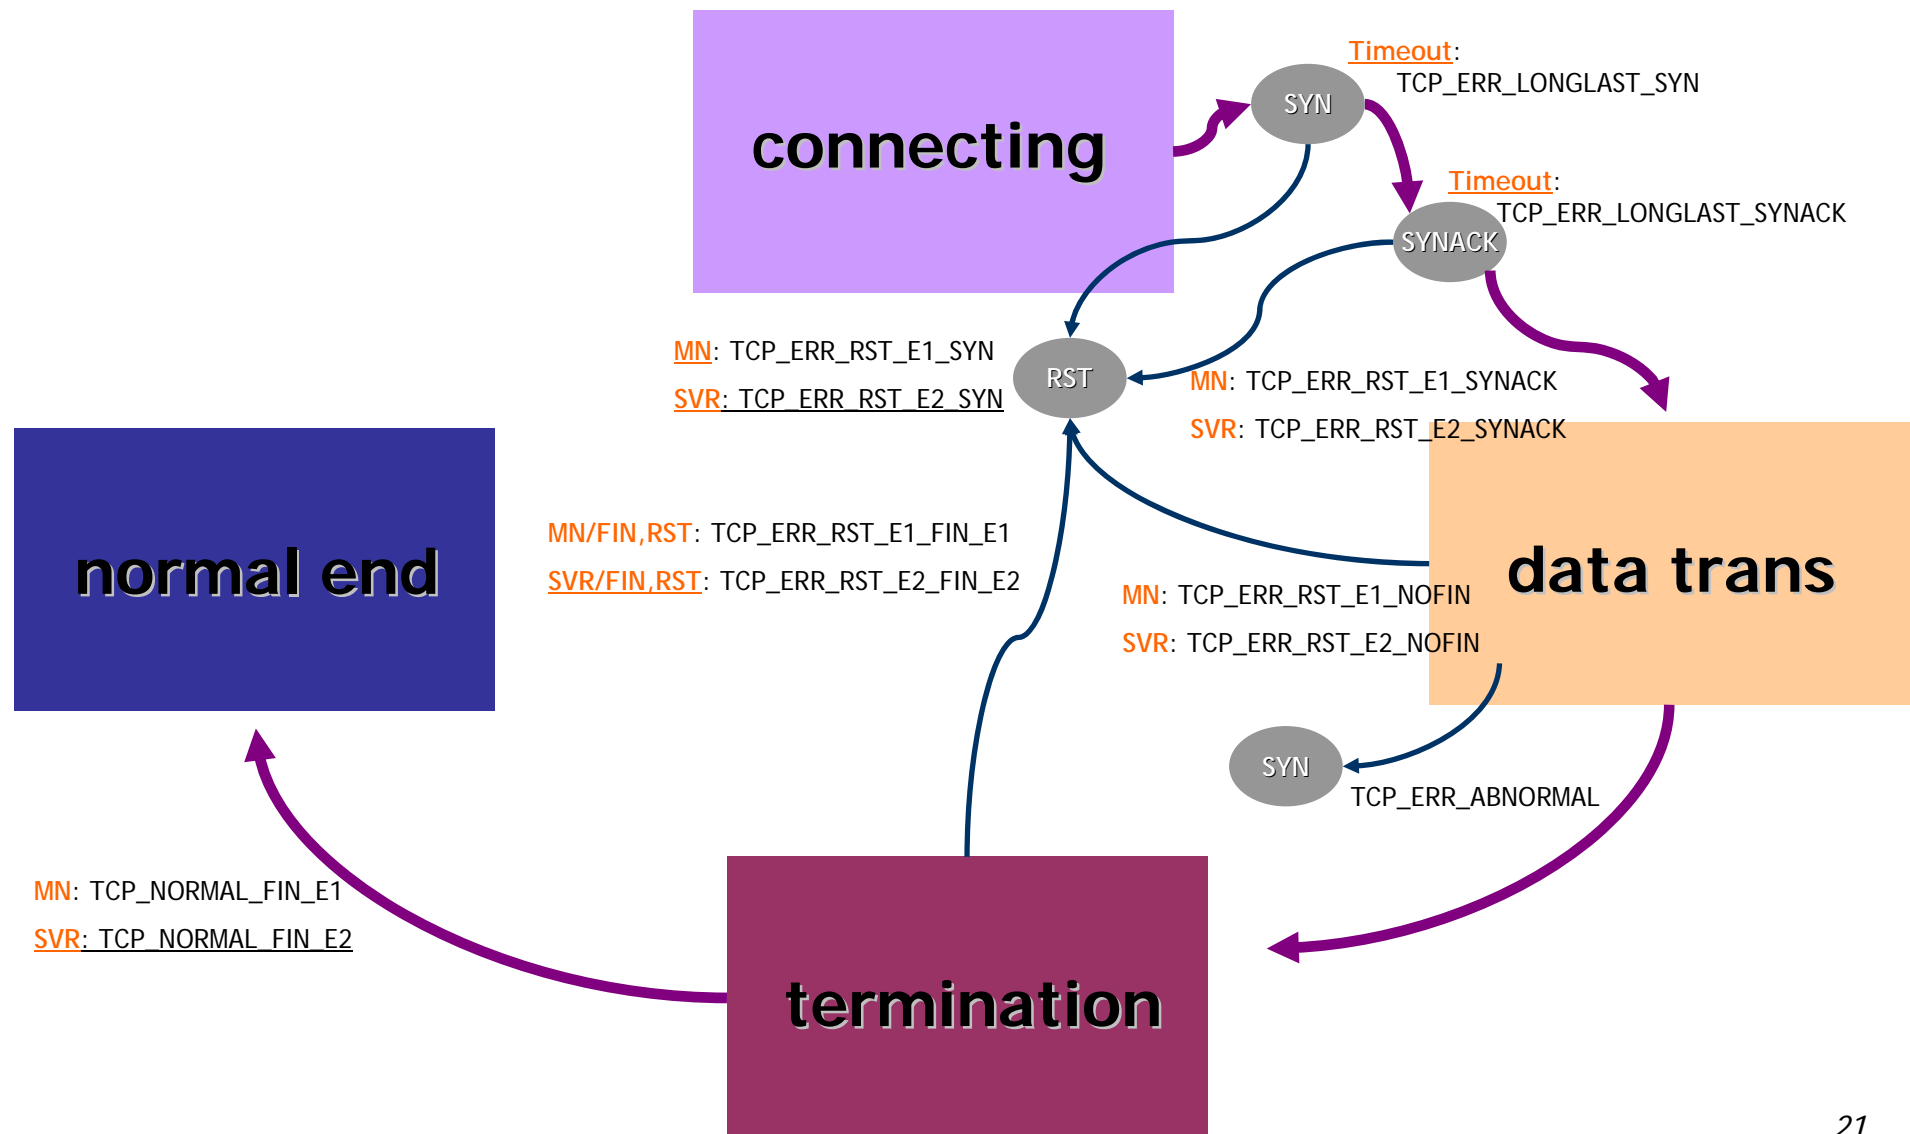 Timeout:
TCP_ERR_LONGLAST_SYN
SYN
connecting
Timeout:
TCP_ERR_LONGLAST_SYNACK
SYNACK
MN: TCP_ERR_RST_E1_SYN
SVR: TCP_ERR_RST_E2_SYN
RST
MN: TCP_ERR_RST_E1_SYNACK
SVR: TCP_ERR_RST_E2_SYNACK
normal end
MN/FIN,RST: TCP_ERR_RST_E1_FIN_E1
SVR/FIN,RST: TCP_ERR_RST_E2_FIN_E2
data trans
MN: TCP_ERR_RST_E1_NOFIN
SVR: TCP_ERR_RST_E2_NOFIN
SYN
TCP_ERR_ABNORMAL
MN: TCP_NORMAL_FIN_E1
SVR: TCP_NORMAL_FIN_E2
termination
21